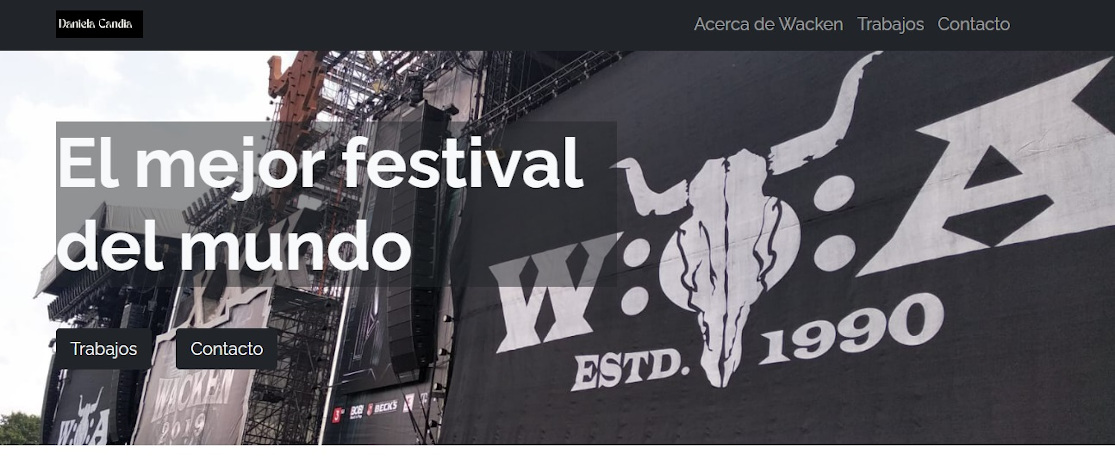 Daniela Candia
Acerca de Wacken Trabajos Contacto
El mejor festival
del mundo
Trabajos Contacto
W:A
ESTD. 1990
WACKEN
2019
W:A
BECK'S